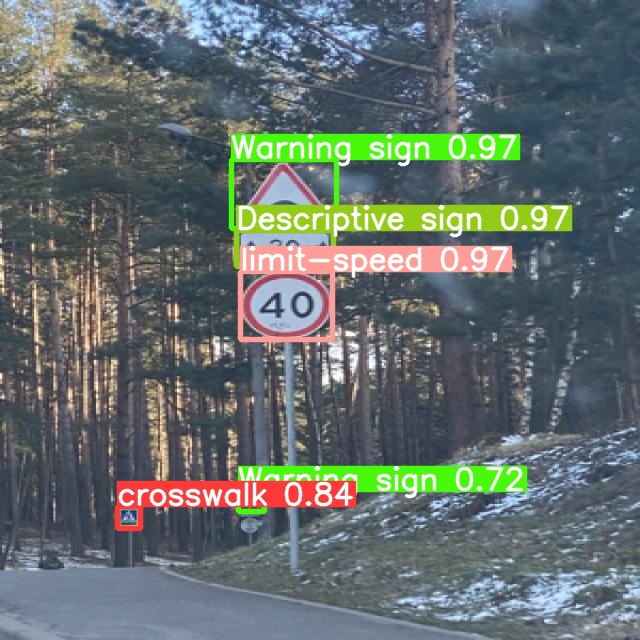 Warning sign 0.97
Descriptive sign 0.97
limit-speed 0.97
40
Warning sign 0.72
crosswalk 0.84